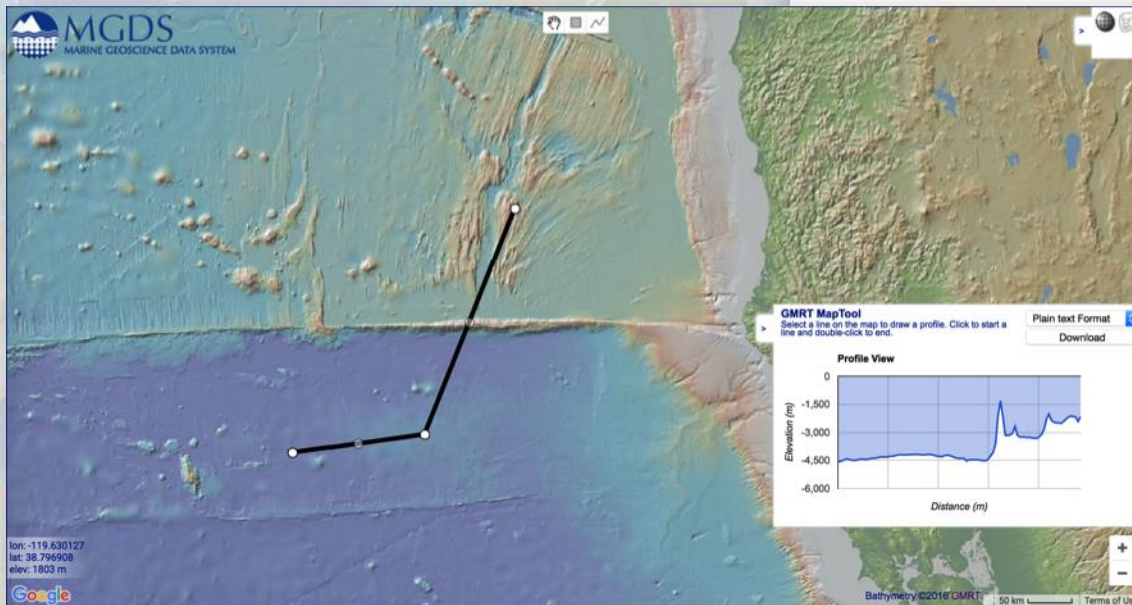 MGDS
MARINE GEOSCIENCE DATA SYSTEM
>
GMRT MapTool
Select a line on the map to draw a profile. Click to start a
line and double-click to end.
Plain text Format
Download
>
Profile View
0
-1,500
-3,000
-4,500
-6,000
Elevation (m)
Distance (m)
lon: -119.630127
lat: 38.796908
elev: 1803 m
+
−
Google
Bathymetry ©2016 GMRT
50 km
Terms of Us